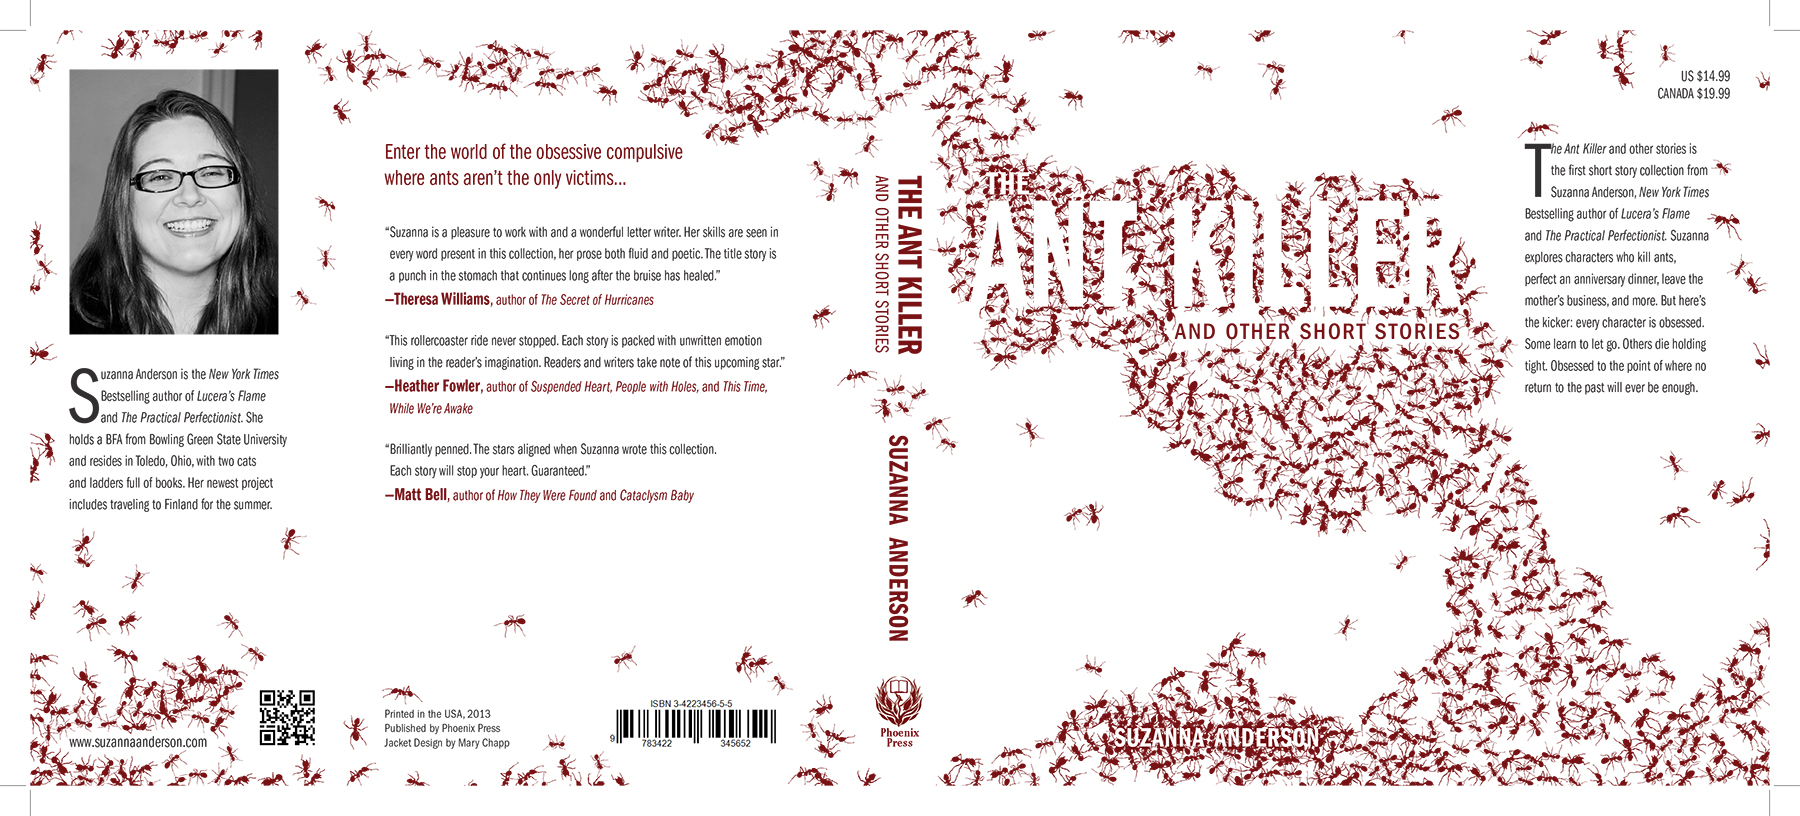 Suzanna Anderson is the New York Times
Bestselling author of Lucera's Flame
and The Practical Perfectionist. She
holds a BFA from Bowling Green State University
and resides in Toledo, Ohio, with two cats
and ladders full of books. Her newest project
includes traveling to Finland for the summer.
www.suzannaanderson.com
Enter the world of the obsessive compulsive
where ants aren't the only victims...
“Suzanna is a pleasure to work with and a wonderful letter writer. Her skills are seen in
every word present in this collection, her prose both fluid and poetic. The title story is
a punch in the stomach that continues long after the bruise has healed.”
—Theresa Williams, author of The Secret of Hurricanes
“This rollercoaster ride never stopped. Each story is packed with unwritten emotion
living in the reader's imagination. Readers and writers take note of this upcoming star.”
—Heather Fowler, author of Suspended Heart, People with Holes, and This Time,
While We're Awake
“Brilliantly penned. The stars aligned when Suzanna wrote this collection.
Each story will stop your heart. Guaranteed.”
—Matt Bell, author of How They Were Found and Cataclysm Baby
Printed in the USA, 2013
Published by Phoenix Press
Jacket Design by Mary Chapp
ISBN 3-4223456-5-5
9 783422 345652
THE ANT KILLER
AND OTHER SHORT STORIES
SUZANNA ANDERSON
Phoenix
Press
THE
ANT KILLER
AND OTHER SHORT STORIES
SUZANNA ANDERSON
US $14.99
CANADA $19.99
The Ant Killer and other stories is
the first short story collection from
Suzanna Anderson, New York Times
Bestselling author of Lucera's Flame
and The Practical Perfectionist. Suzanna
explores characters who kill ants,
perfect an anniversary dinner, leave the
mother's business, and more. But here's
the kicker: every character is obsessed.
Some learn to let go. Others die holding
tight. Obsessed to the point of where no
return to the past will ever be enough.